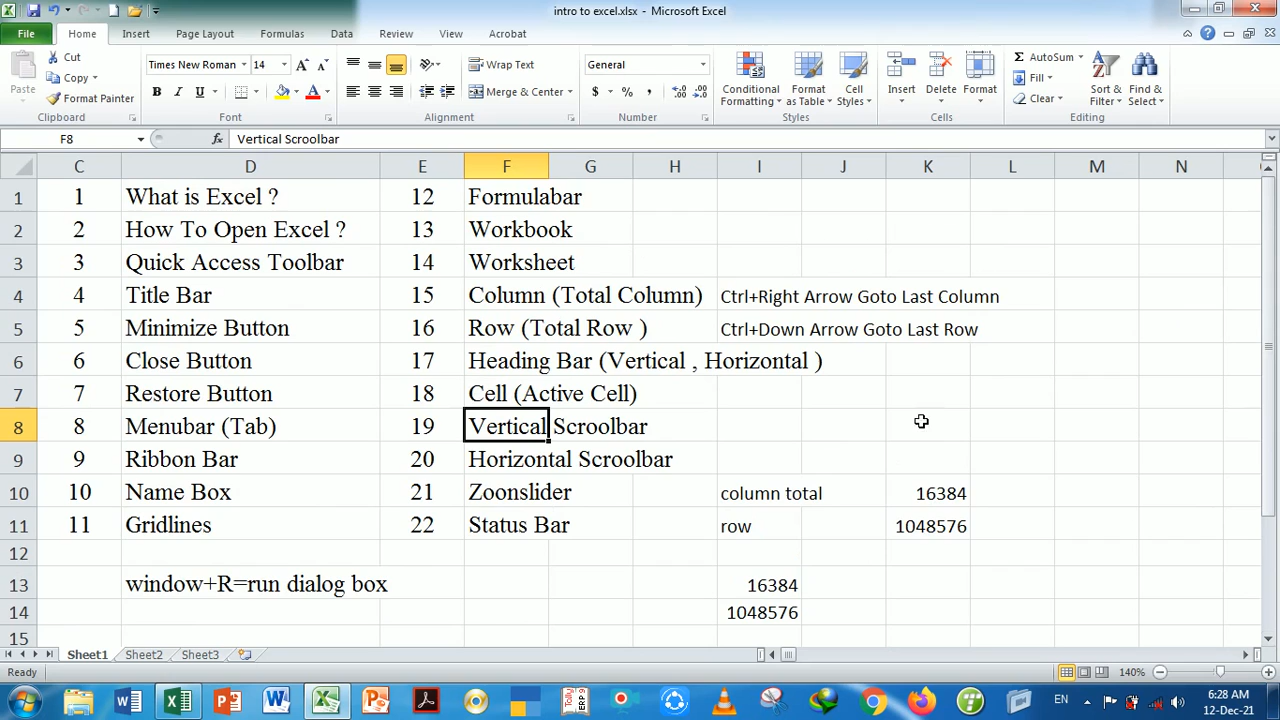 intro to excel.xlsx - Microsoft Excel
File Home Insert Page Layout Formulas Data Review View Acrobat
Paste Cut Copy Format Painter Clipboard
Times New Roman 14 B I U A Font
Wrap Text Merge & Center Alignment
General $ % , Number
Conditional Formatting Format as Table Cell Styles Styles
Insert Delete Format Cells
Σ AutoSum Fill Clear Sort & Filter Find & Select Editing
F8 fx Vertical Scroolbar
C D E F G H I J K L M N
1 1 What is Excel ? 12 Formulabar
2 2 How To Open Excel ? 13 Workbook
3 3 Quick Access Toolbar 14 Worksheet
4 4 Title Bar 15 Column (Total Column) Ctrl+Right Arrow Goto Last Column
5 5 Minimize Button 16 Row (Total Row ) Ctrl+Down Arrow Goto Last Row
6 6 Close Button 17 Heading Bar (Vertical , Horizontal )
7 7 Restore Button 18 Cell (Active Cell)
8 8 Menubar (Tab) 19 Vertical Scroolbar
9 9 Ribbon Bar 20 Horizontal Scroolbar
10 10 Name Box 21 Zoonslider column total 16384
11 11 Gridlines 22 Status Bar row 1048576
12
13 window+R=run dialog box 16384
14 1048576
15
Sheet1 Sheet2 Sheet3
Ready 140%
Tally ERP 9 EN 6:28 AM
12-Dec-21